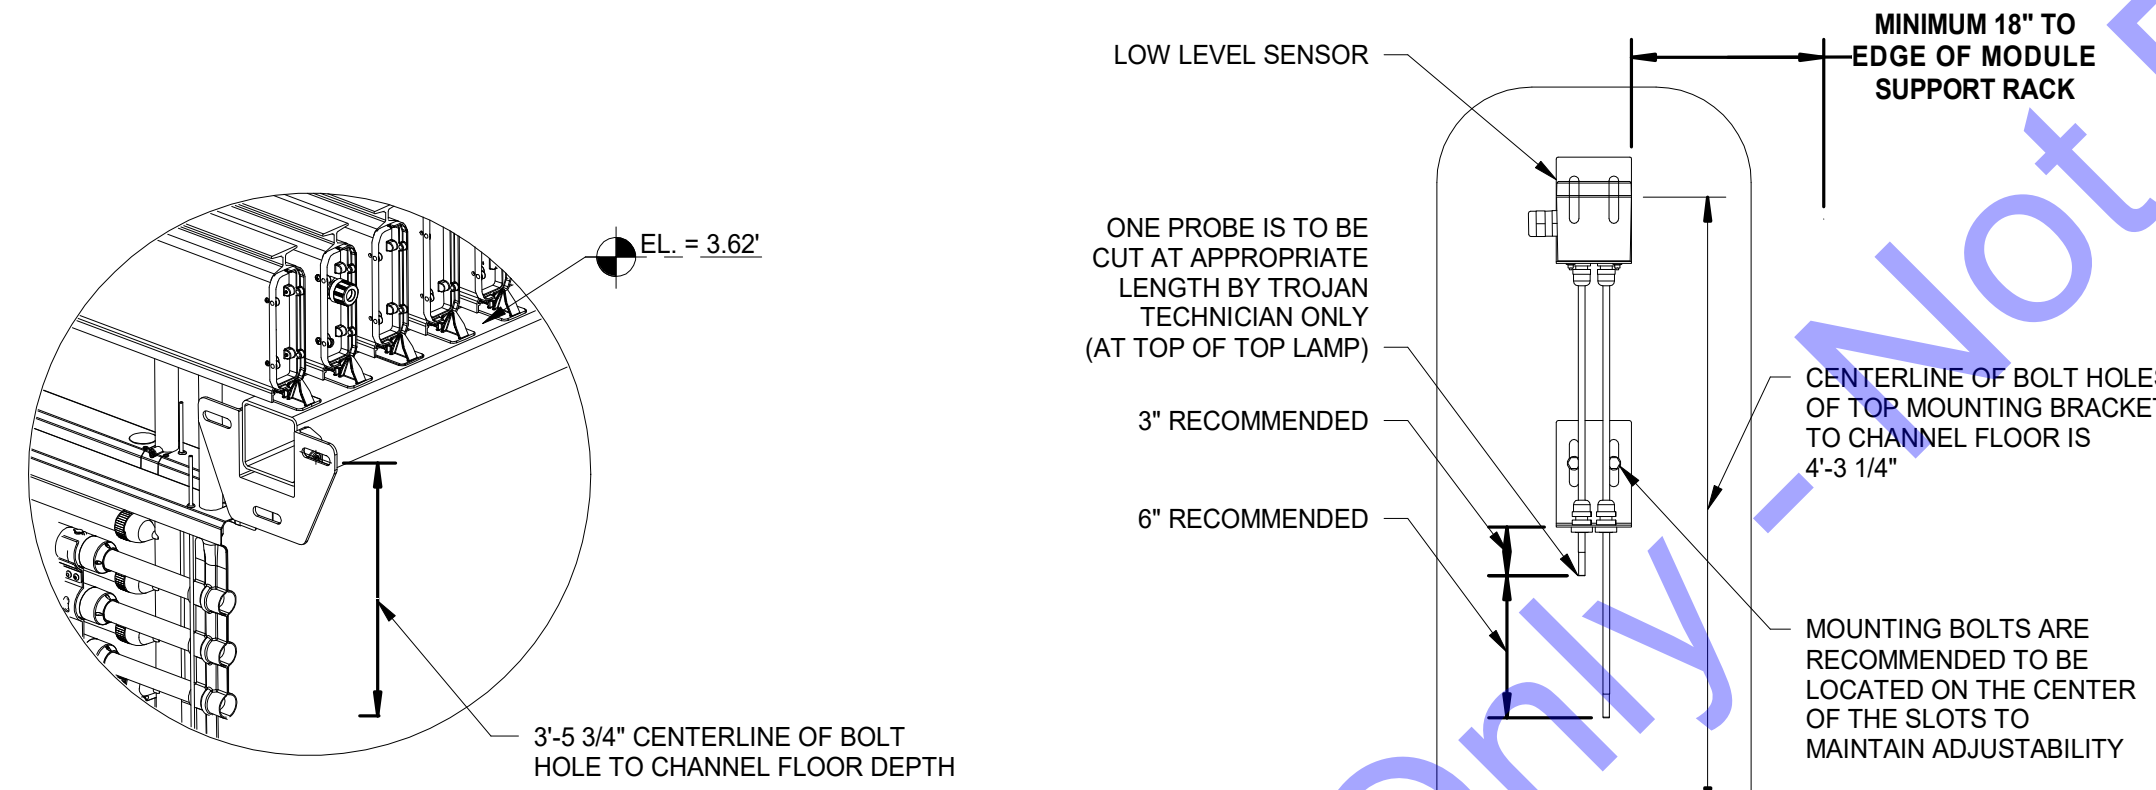 MINIMUM 18" TO
EDGE OF MODULE
SUPPORT RACK
LOW LEVEL SENSOR
EL. = 3.62'
ONE PROBE IS TO BE
CUT AT APPROPRIATE
LENGTH BY TROJAN
TECHNICIAN ONLY
(AT TOP OF TOP LAMP)
3" RECOMMENDED
6" RECOMMENDED
CENTERLINE OF BOLT HOLES
OF TOP MOUNTING BRACKET
TO CHANNEL FLOOR IS
4'-3 1/4"
MOUNTING BOLTS ARE
RECOMMENDED TO BE
LOCATED ON THE CENTER
OF THE SLOTS TO
MAINTAIN ADJUSTABILITY
3'-5 3/4" CENTERLINE OF BOLT
HOLE TO CHANNEL FLOOR DEPTH
Only - Not